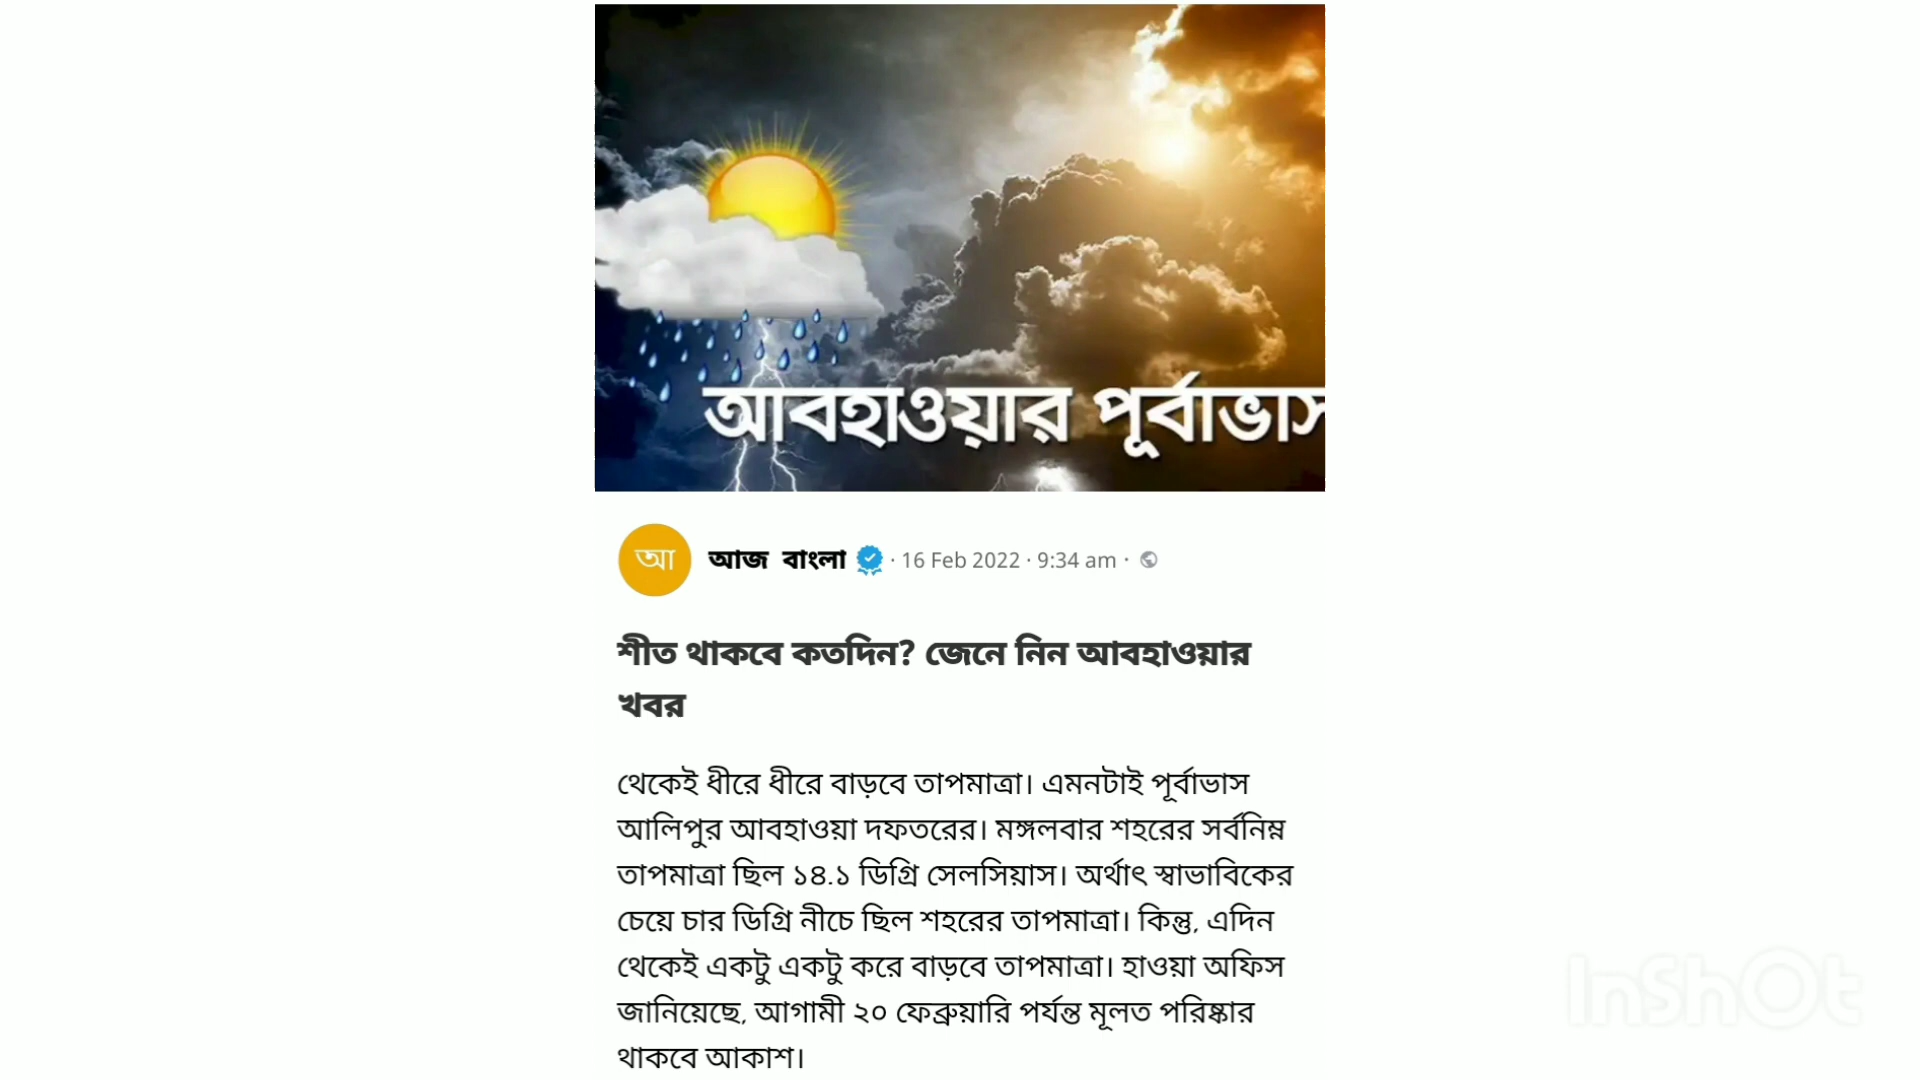 আবহাওয়ার পূর্বাভাস
আ
আজ বাংলা · 16 Feb 2022 · 9:34 am ·
শীত থাকবে কতদিন? জেনে নিন আবহাওয়ার
খবর
থেকেই ধীরে ধীরে বাড়বে তাপমাত্রা। এমনটাই পূর্বাভাস
আলিপুর আবহাওয়া দফতরের। মঙ্গলবার শহরের সর্বনিম্ন
তাপমাত্রা ছিল ১৪.১ ডিগ্রি সেলসিয়াস। অর্থাৎ স্বাভাবিকের
চেয়ে চার ডিগ্রি নীচে ছিল শহরের তাপমাত্রা। কিন্তু, এদিন
থেকেই একটু একটু করে বাড়বে তাপমাত্রা। হাওয়া অফিস
জানিয়েছে, আগামী ২০ ফেব্রুয়ারি পর্যন্ত মূলত পরিষ্কার
থাকবে আকাশ।
InShOt